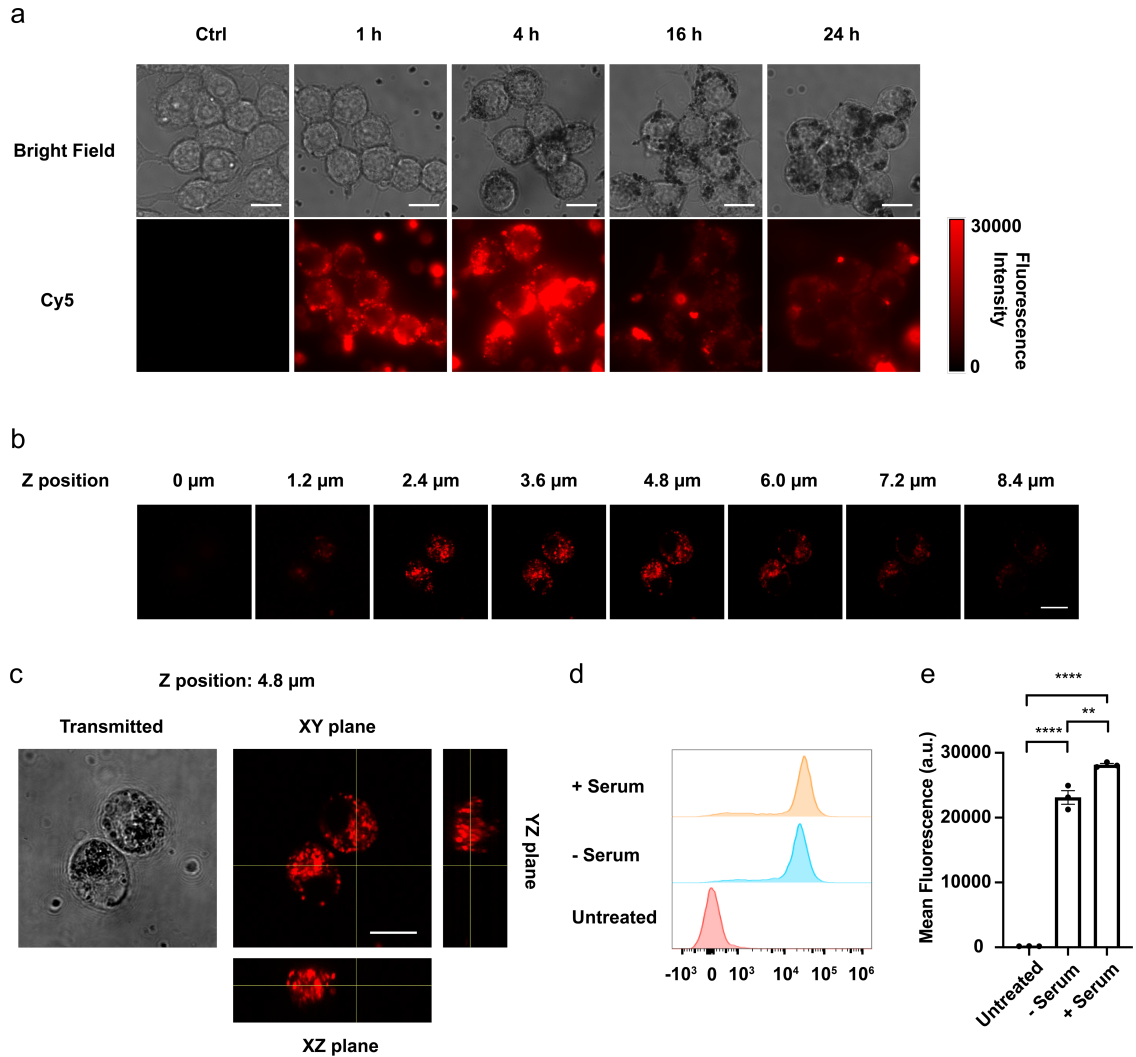 a
Ctrl 1 h 4 h 16 h 24 h
Bright Field
Cy5
30000
0
Fluorescence
Intensity
b
Z position 0 µm 1.2 µm 2.4 µm 3.6 µm 4.8 µm 6.0 µm 7.2 µm 8.4 µm
c
Z position: 4.8 µm
Transmitted XY plane
YZ plane
XZ plane
d
+ Serum
- Serum
Untreated
-10³ 0 10³ 10⁴ 10⁵ 10⁶
e
****
**
****
Mean Fluorescence (a.u.)
30000
20000
10000
0
Untreated
- Serum
+ Serum